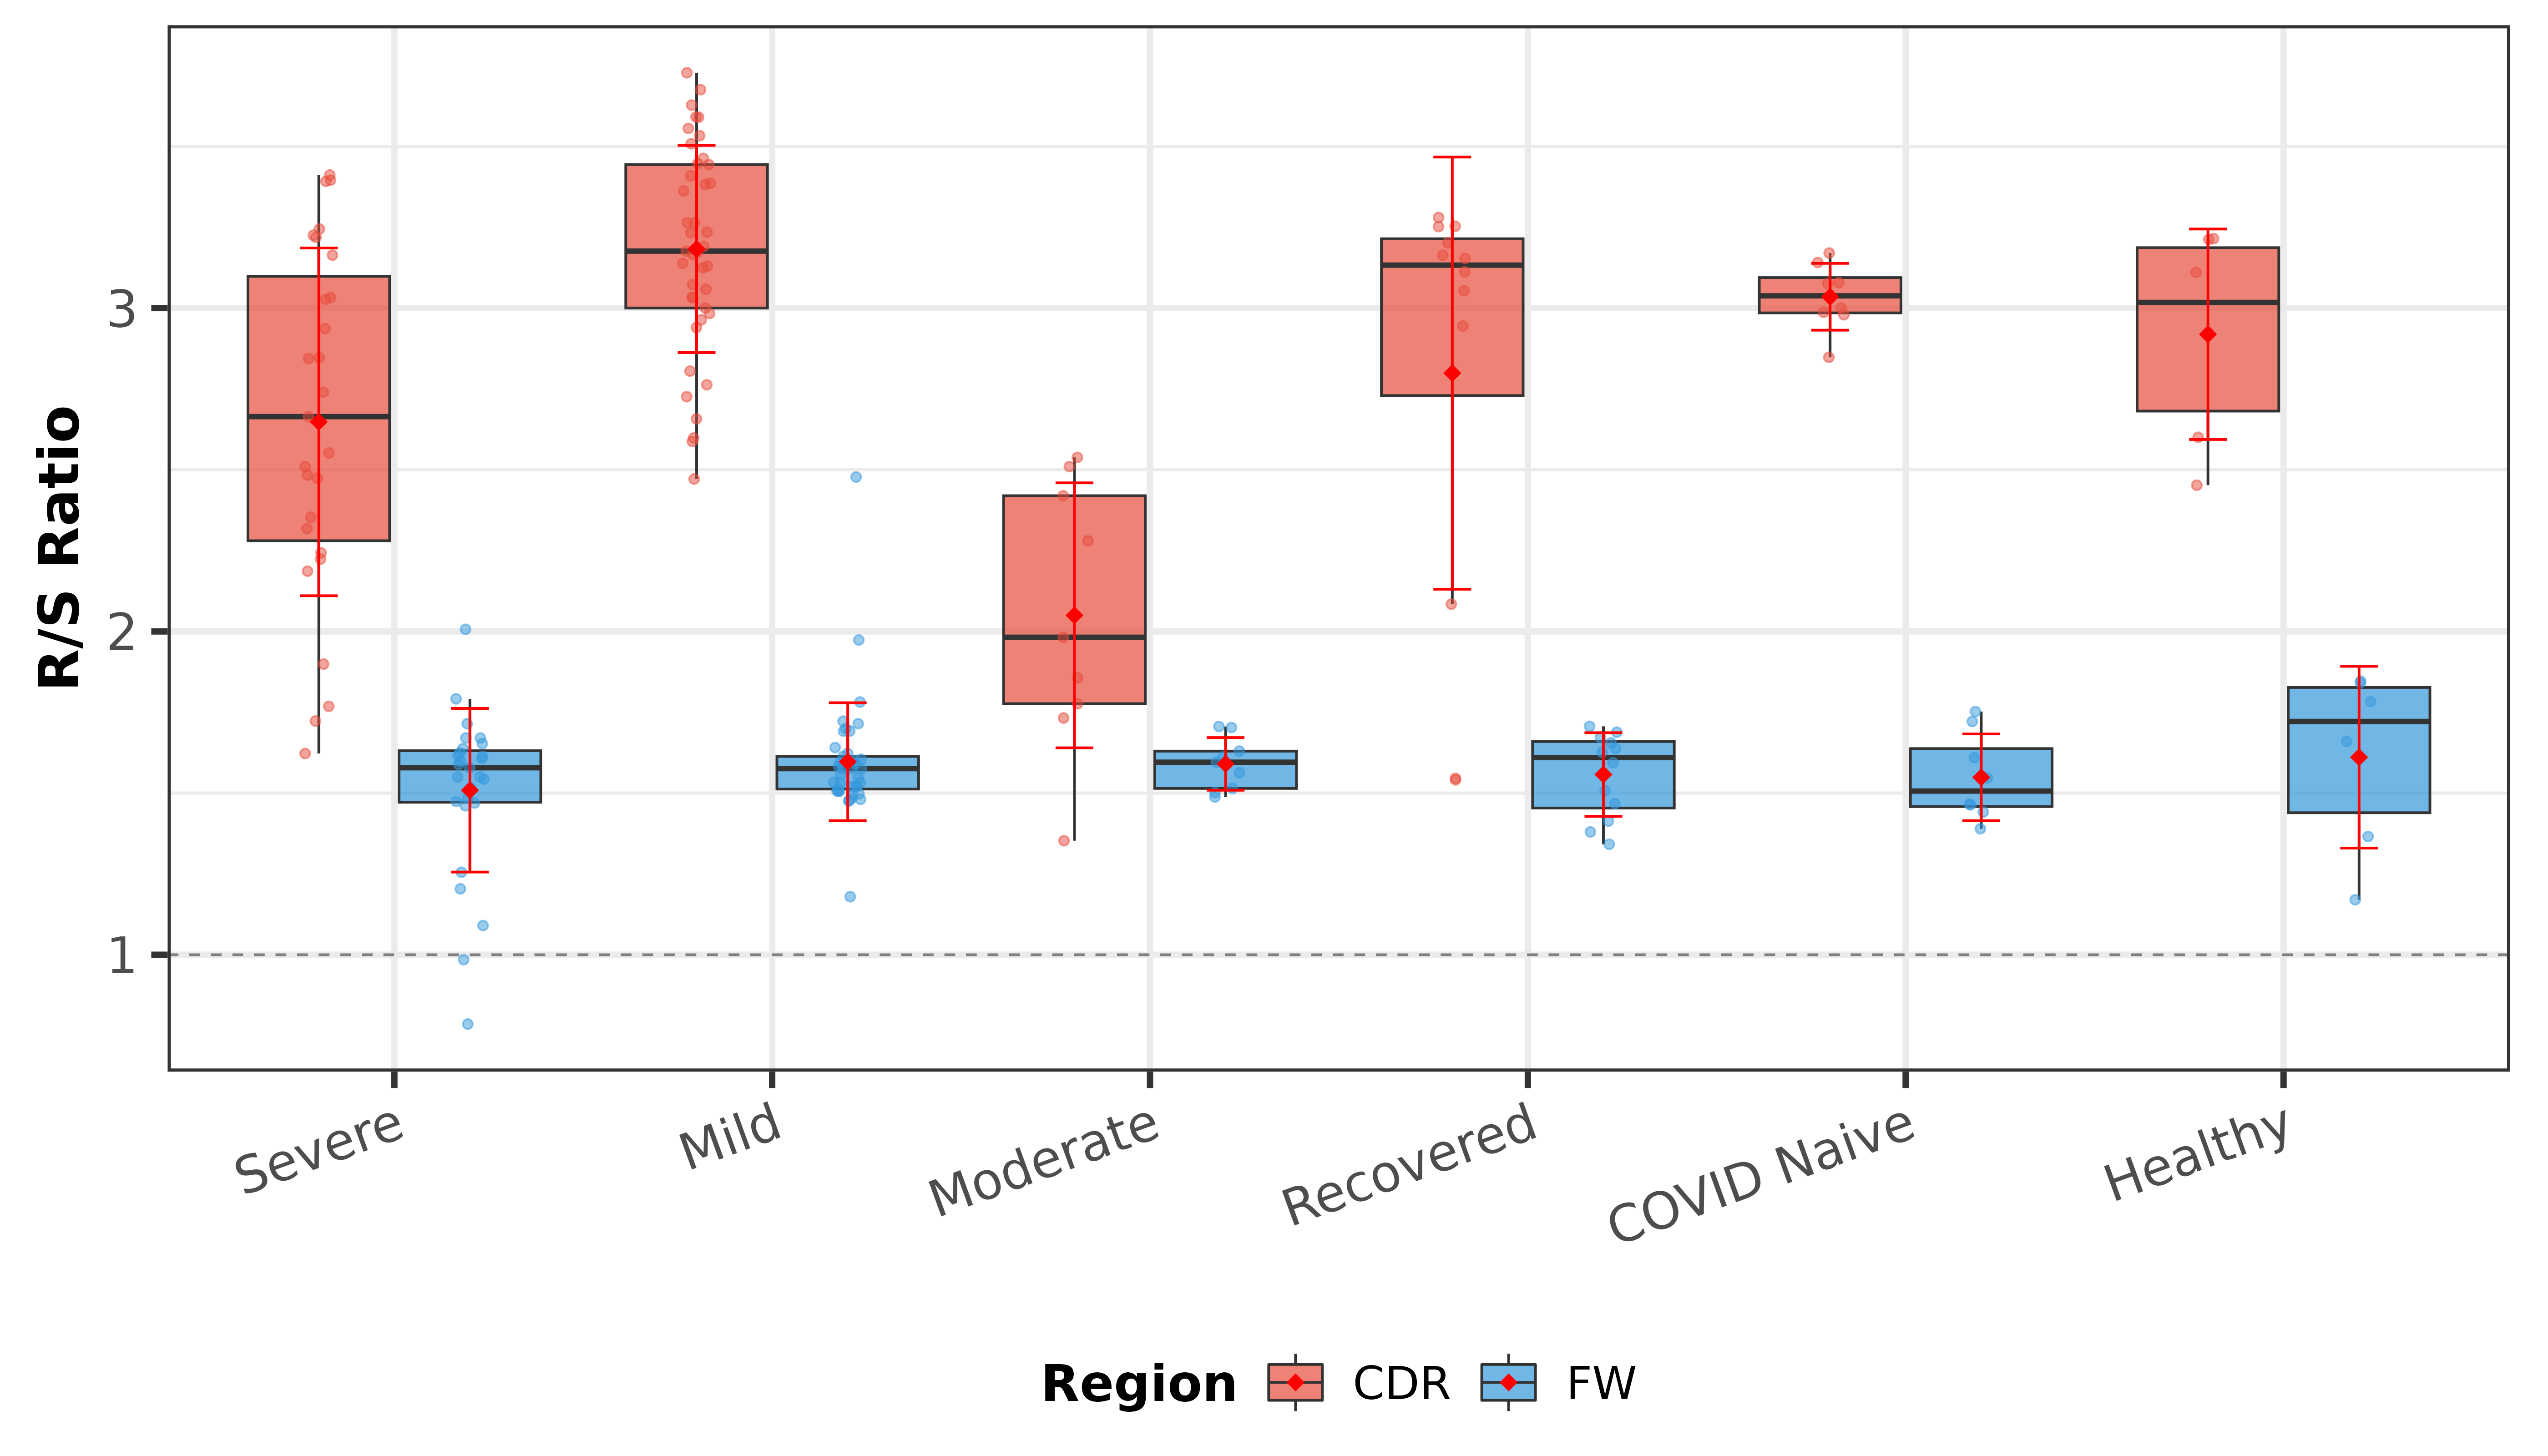 R/S Ratio
3
2
1
Severe
Mild
Moderate
Recovered
COVID Naive
Healthy
Region CDR FW